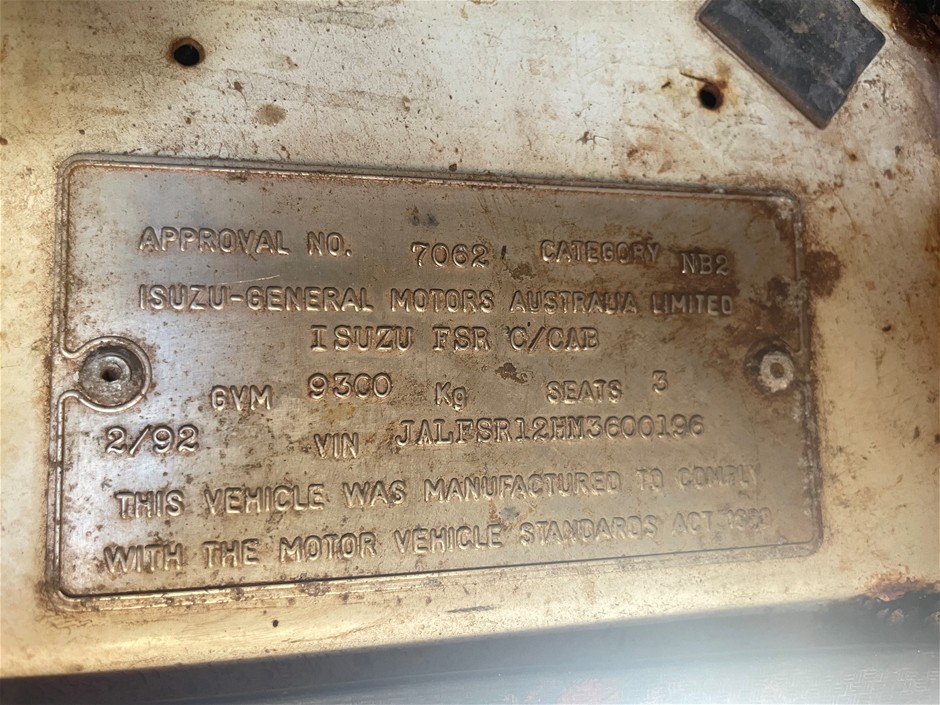 APPROVAL NO. 7062 CATEGORY NB2
ISUZU-GENERAL MOTORS AUSTRALIA LIMITED
ISUZU FSR C/CAB
GVM 9300 Kg SEATS 3
2/92 VIN JALFSR12HM3600196
THIS VEHICLE WAS MANUFACTURED TO COMPLY
WITH THE MOTOR VEHICLE STANDARDS ACT 1989